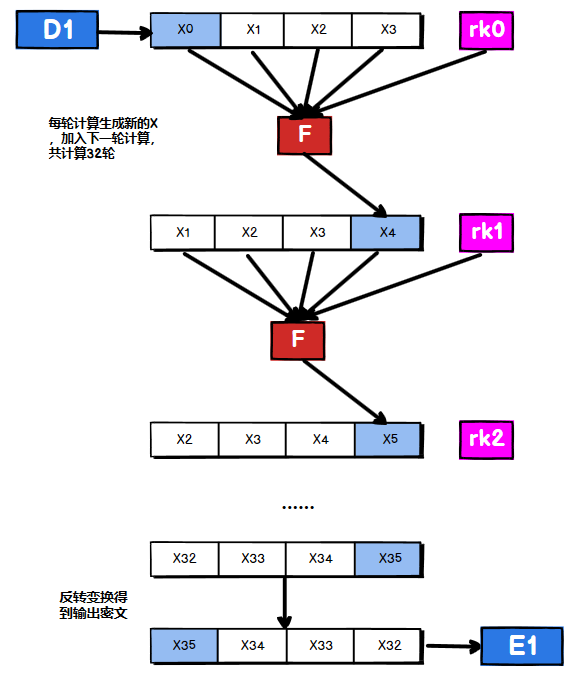 D1
X0 X1 X2 X3
rk0
每轮计算生成新的X
，加入下一轮计算，
共计算32轮
F
X1 X2 X3 X4
rk1
F
X2 X3 X4 X5
rk2
......
X32 X33 X34 X35
反转变换得
到输出密文
X35 X34 X33 X32
E1